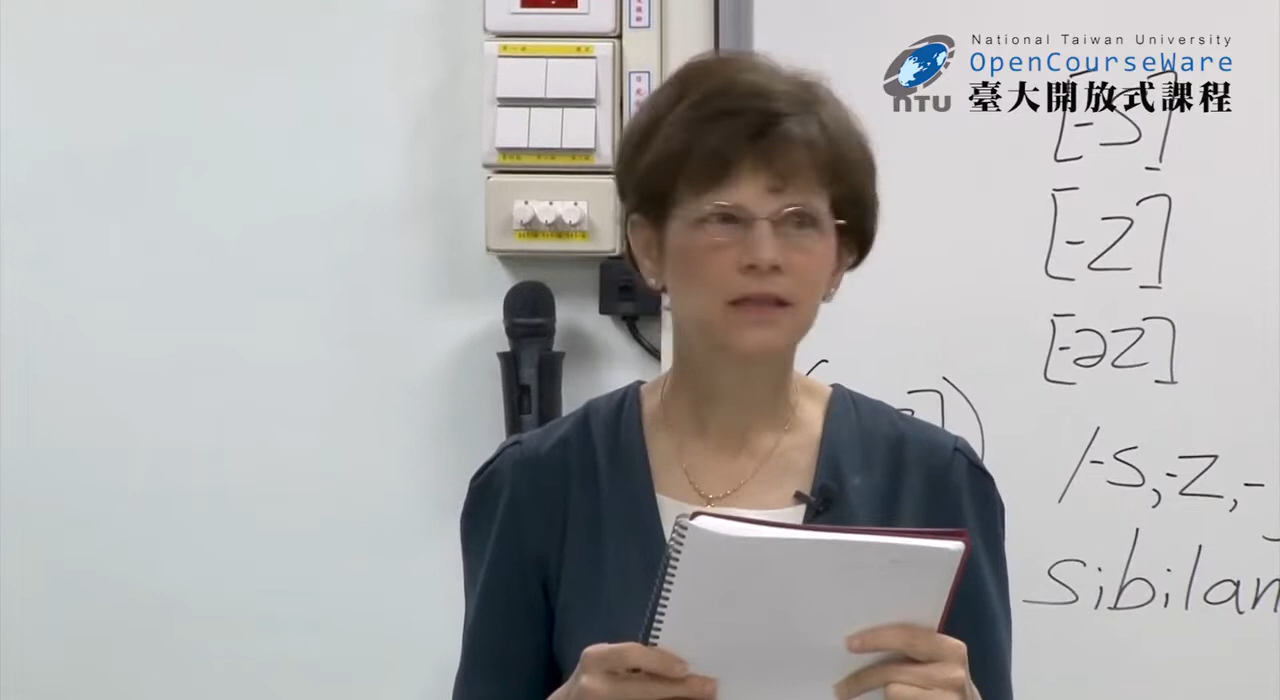 National Taiwan University
OpenCourseWare
NTU
臺大開放式課程
[-s]
[-z]
[-əz]
/-s,-z,-
sibilan